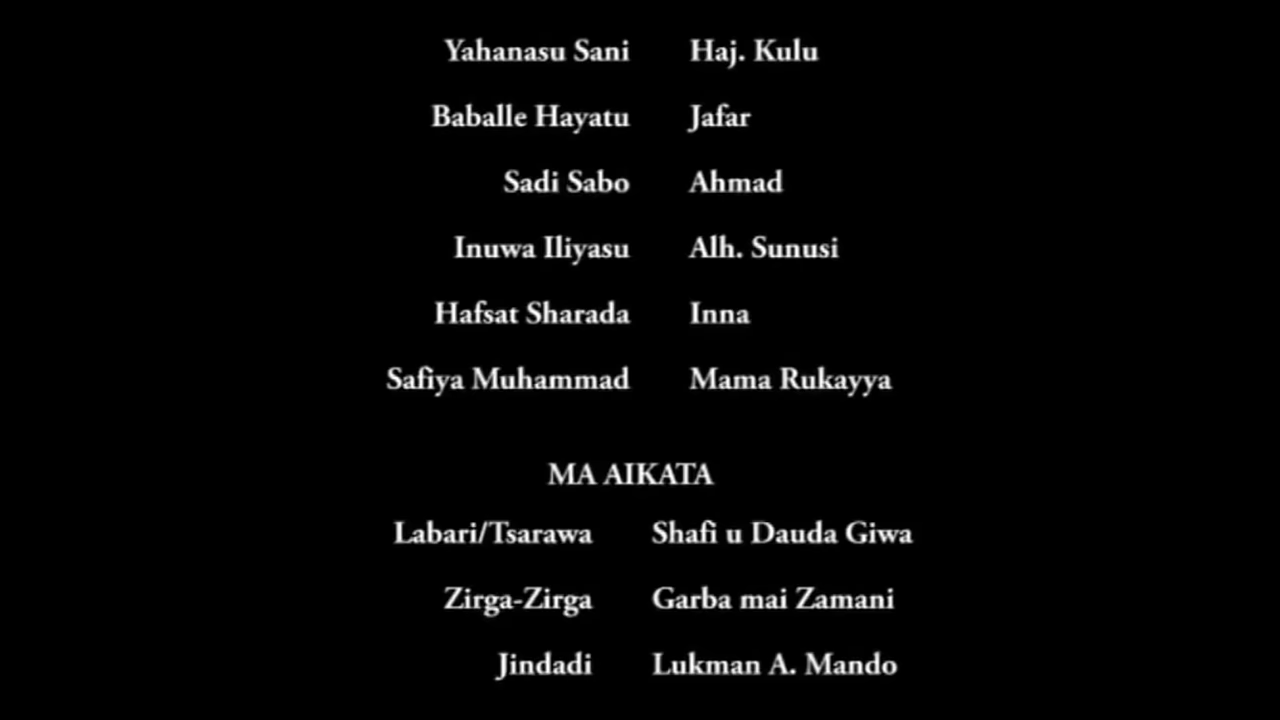 Yahanasu Sani Haj. Kulu
Baballe Hayatu Jafar
Sadi Sabo Ahmad
Inuwa Iliyasu Alh. Sunusi
Hafsat Sharada Inna
Safiya Muhammad Mama Rukayya
MA AIKATA
Labari/Tsarawa Shafi u Dauda Giwa
Zirga-Zirga Garba mai Zamani
Jindadi Lukman A. Mando